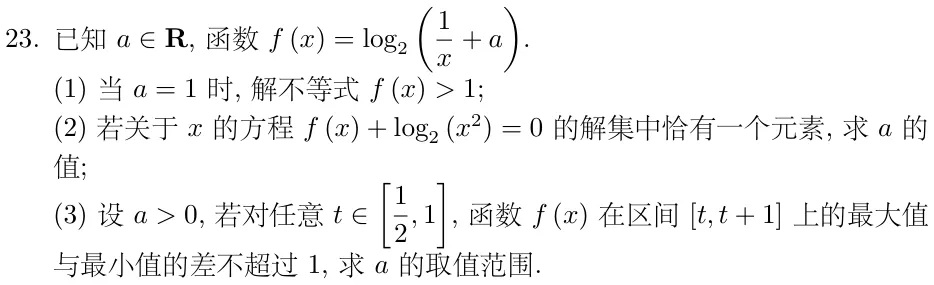 23. 已知 a ∈ R, 函数 f (x) = log₂ (1/x + a).
(1) 当 a = 1 时, 解不等式 f (x) > 1;
(2) 若关于 x 的方程 f (x) + log₂ (x²) = 0 的解集中恰有一个元素, 求 a 的
值;
(3) 设 a > 0, 若对任意 t ∈ [1/2, 1], 函数 f (x) 在区间 [t, t + 1] 上的最大值
与最小值的差不超过 1, 求 a 的取值范围.